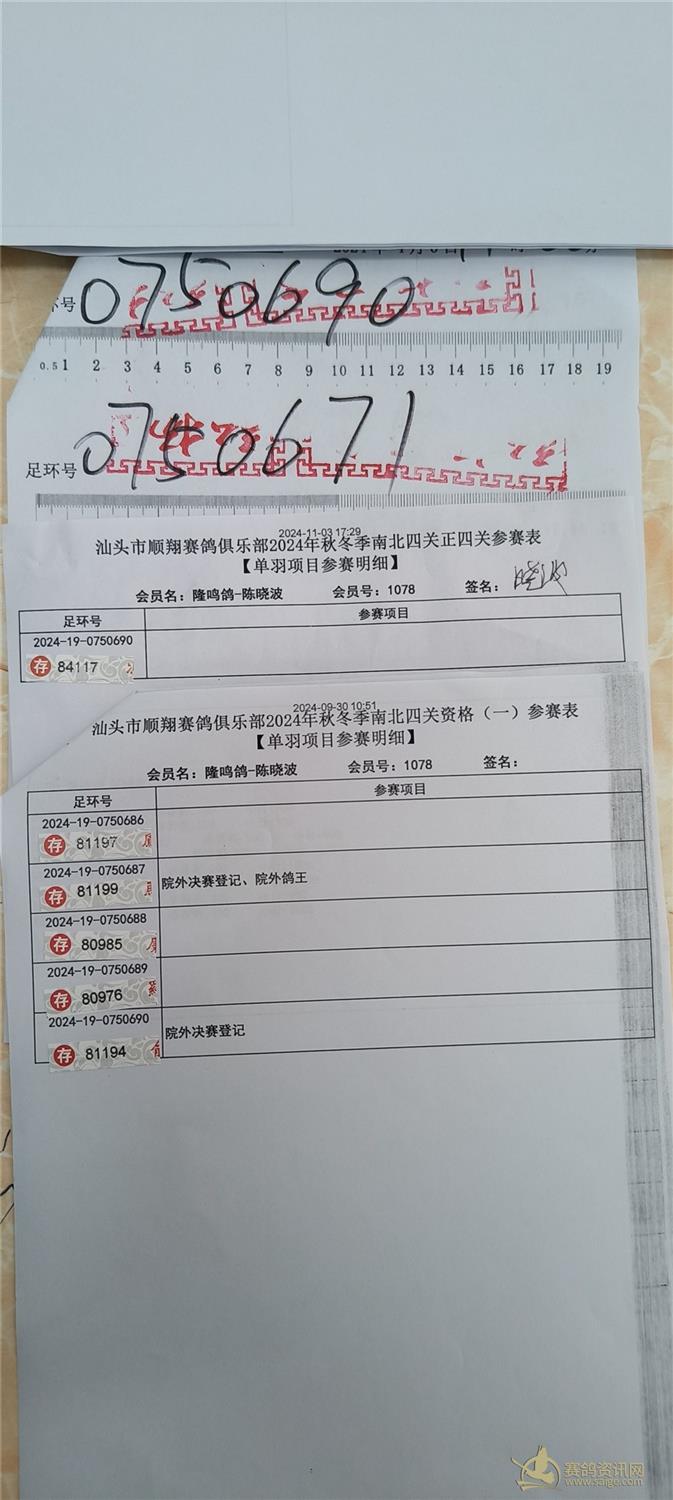 环号 0750690
0.5 1 2 3 4 5 6 7 8 9 10 11 12 13 14 15 16 17 18 19
足环号 0750671
2024-11-03 17:29
汕头市顺翔赛鸽俱乐部2024年秋冬季南北四关正四关参赛表
【单羽项目参赛明细】
会员名：隆鸣鸽-陈晓波 会员号：1078 签名：晓波
足环号 参赛项目
2024-19-0750690
存 84117
2024-09-30 10:51
汕头市顺翔赛鸽俱乐部2024年秋冬季南北四关资格（一）参赛表
【单羽项目参赛明细】
会员名：隆鸣鸽-陈晓波 会员号：1078 签名：
足环号 参赛项目
2024-19-0750686
存 81197
2024-19-0750687
院外决赛登记、院外鸽王
存 81199
2024-19-0750688
存 80985
2024-19-0750689
存 80976
2024-19-0750690
院外决赛登记
存 81194
赛鸽资讯网
www.saige.com